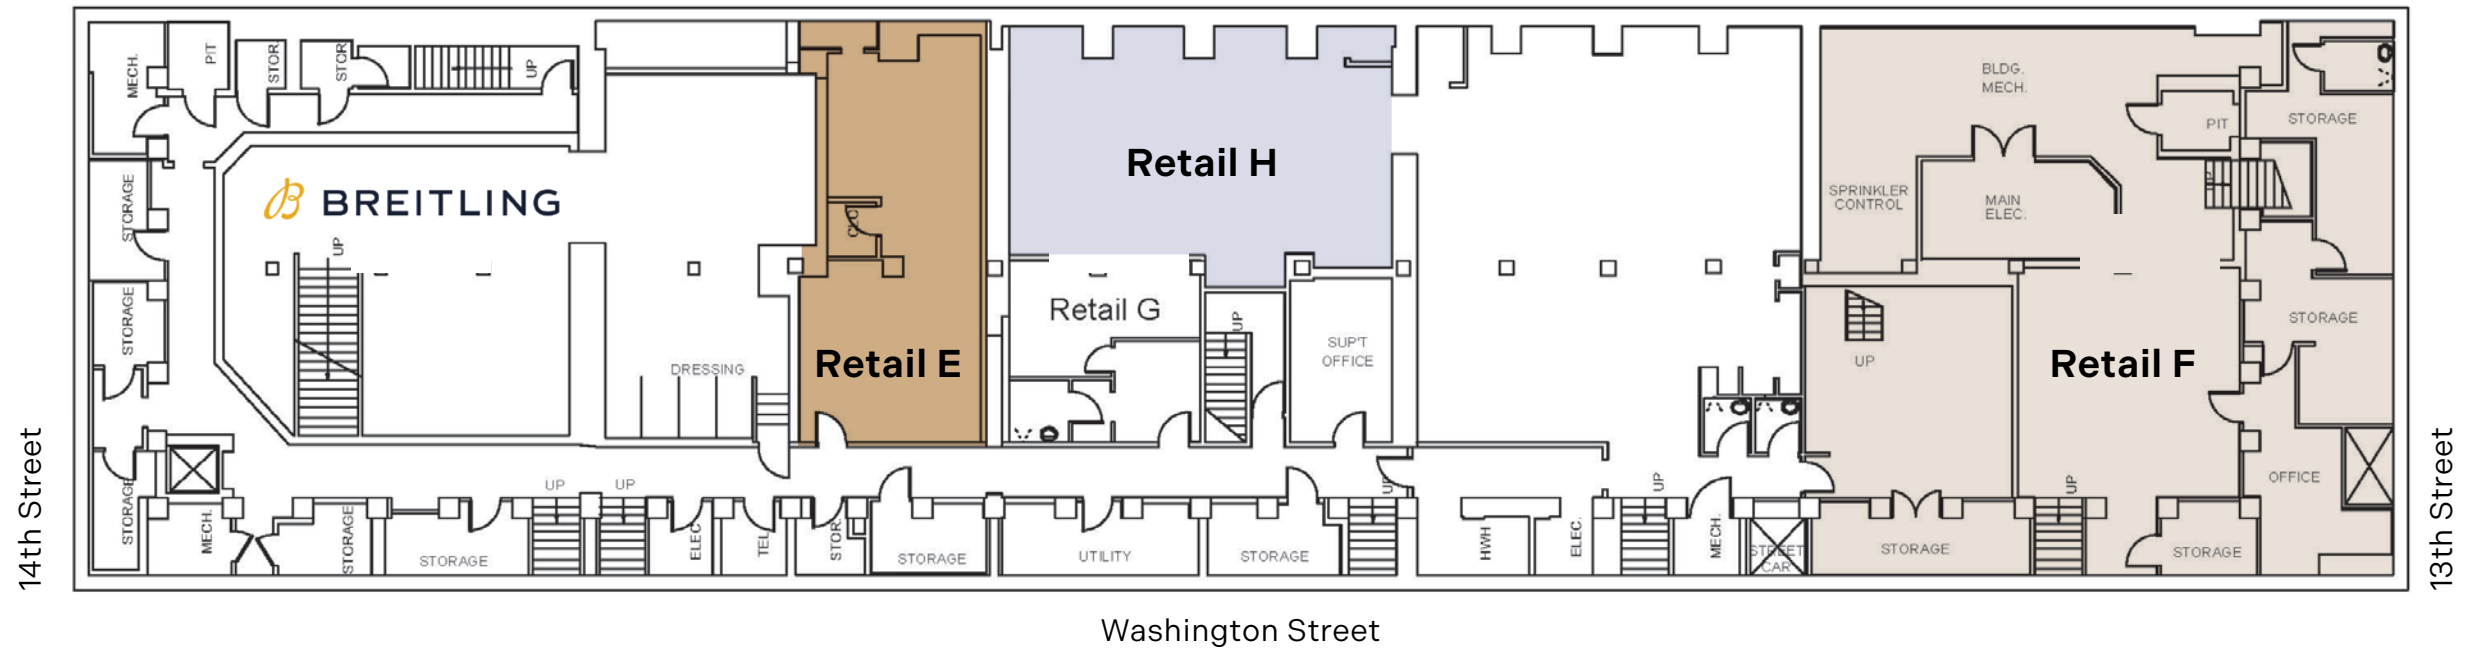 MECH.
PIT
STOR.
STOR.
UP
BLDG.
MECH.
STORAGE
PIT
Retail H
STORAGE
BREITLING
SPRINKLER
CONTROL
MAIN
ELEC.
UP
UP
STORAGE
Retail G
UP
SUP'T
OFFICE
UP
STORAGE
DRESSING
Retail E
Retail F
14th Street
STORAGE
MECH.
STORAGE
STORAGE
UP
UP
ELEC
TEL
STOR.
STORAGE
UTILITY
STORAGE
UP
HWH
ELEC.
UP
MECH.
STREET
CAR
STORAGE
UP
STORAGE
OFFICE
13th Street
Washington Street